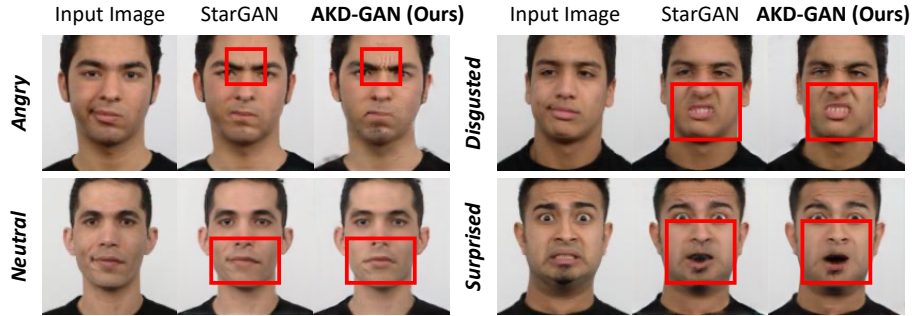 Input Image StarGAN AKD-GAN (Ours) Input Image StarGAN AKD-GAN (Ours)
Angry
Disgusted
Neutral
Surprised